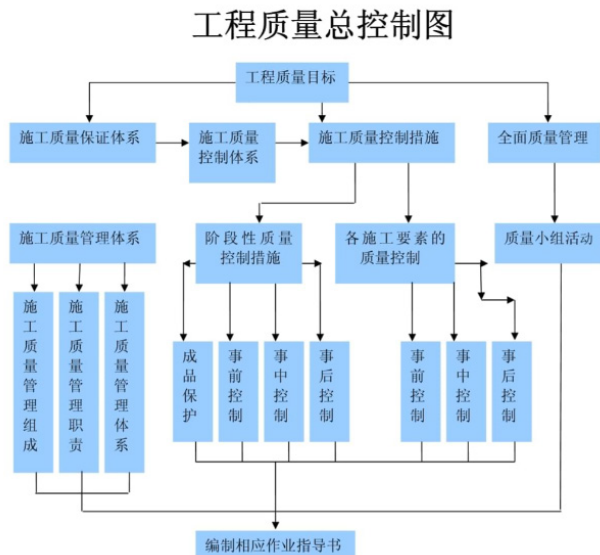 工程质量总控制图
工程质量目标
施工质量保证体系
施工质量
控制体系
施工质量控制措施
全面质量管理
施工质量管理体系
阶段性质量
控制措施
各施工要素的
质量控制
质量小组活动
施工质量管理组成
施工质量管理职责
施工质量管理体系
成品保护
事前控制
事中控制
事后控制
事前控制
事中控制
事后控制
编制相应作业指导书